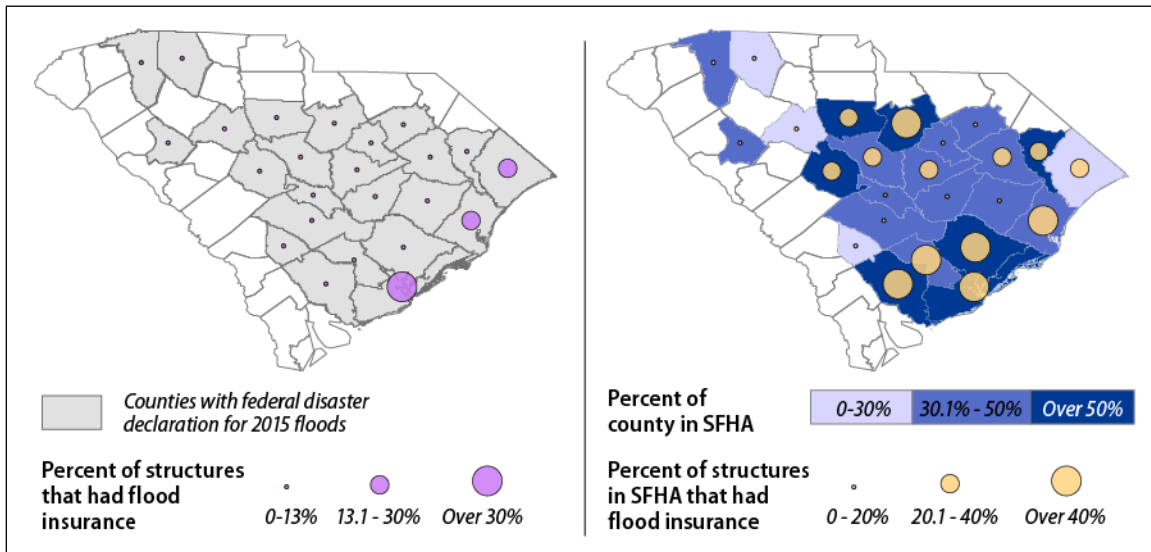 Counties with federal disaster
declaration for 2015 floods
Percent of structures
that had flood
insurance
0-13%
13.1 - 30%
Over 30%
Percent of
county in SFHA
0-30%
30.1% - 50%
Over 50%
Percent of structures
in SFHA that had
flood insurance
0 - 20%
20.1 - 40%
Over 40%